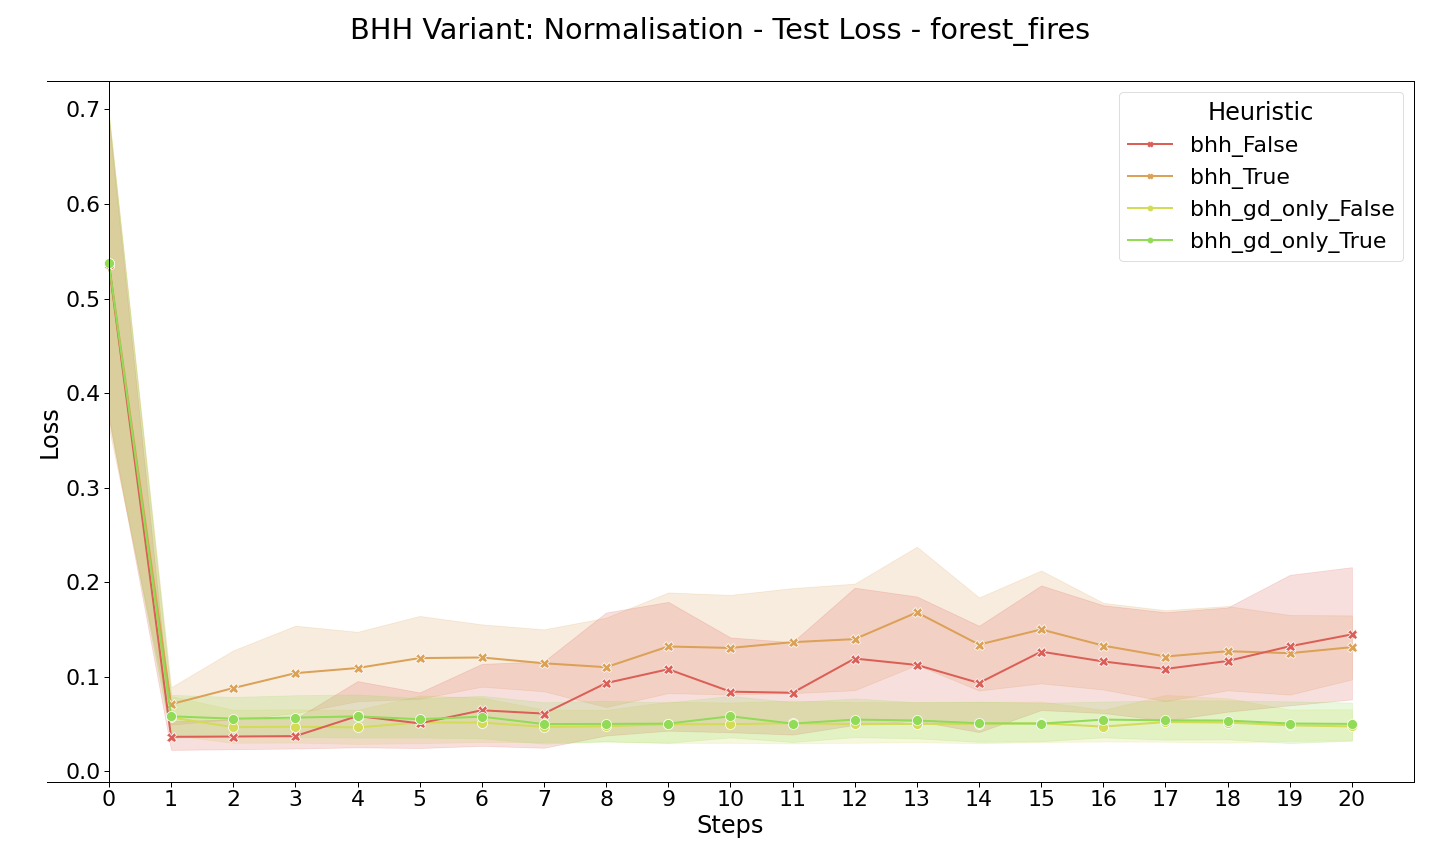 BHH Variant: Normalisation - Test Loss - forest_fires
Heuristic
bhh_False
bhh_True
bhh_gd_only_False
bhh_gd_only_True
Loss
0.7
0.6
0.5
0.4
0.3
0.2
0.1
0.0
0 1 2 3 4 5 6 7 8 9 10 11 12 13 14 15 16 17 18 19 20
Steps